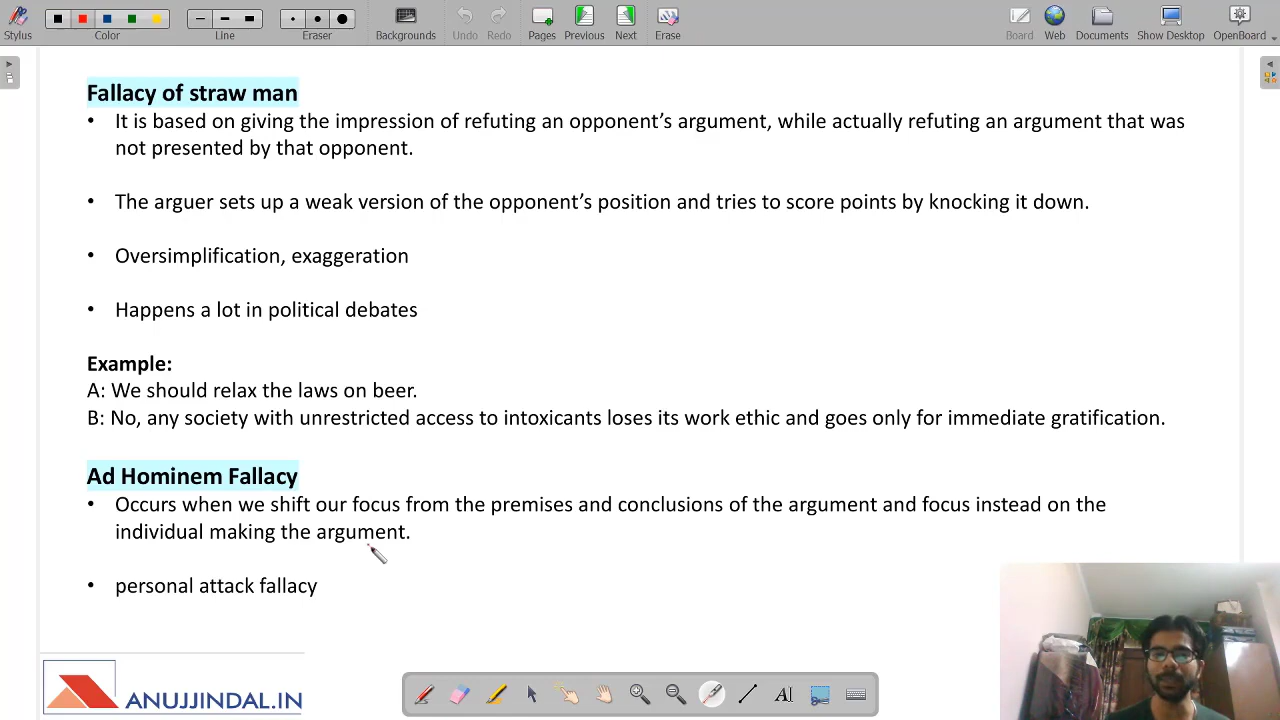 Stylus
Color
Line
Eraser
Backgrounds
Undo
Redo
Pages
Previous
Next
Erase
Board
Web
Documents
Show Desktop
OpenBoard
Fallacy of straw man
• It is based on giving the impression of refuting an opponent’s argument, while actually refuting an argument that was
not presented by that opponent.
• The arguer sets up a weak version of the opponent’s position and tries to score points by knocking it down.
• Oversimplification, exaggeration
• Happens a lot in political debates
Example:
A: We should relax the laws on beer.
B: No, any society with unrestricted access to intoxicants loses its work ethic and goes only for immediate gratification.
Ad Hominem Fallacy
• Occurs when we shift our focus from the premises and conclusions of the argument and focus instead on the
individual making the argument.
• personal attack fallacy
ANUJJINDAL.IN
AI